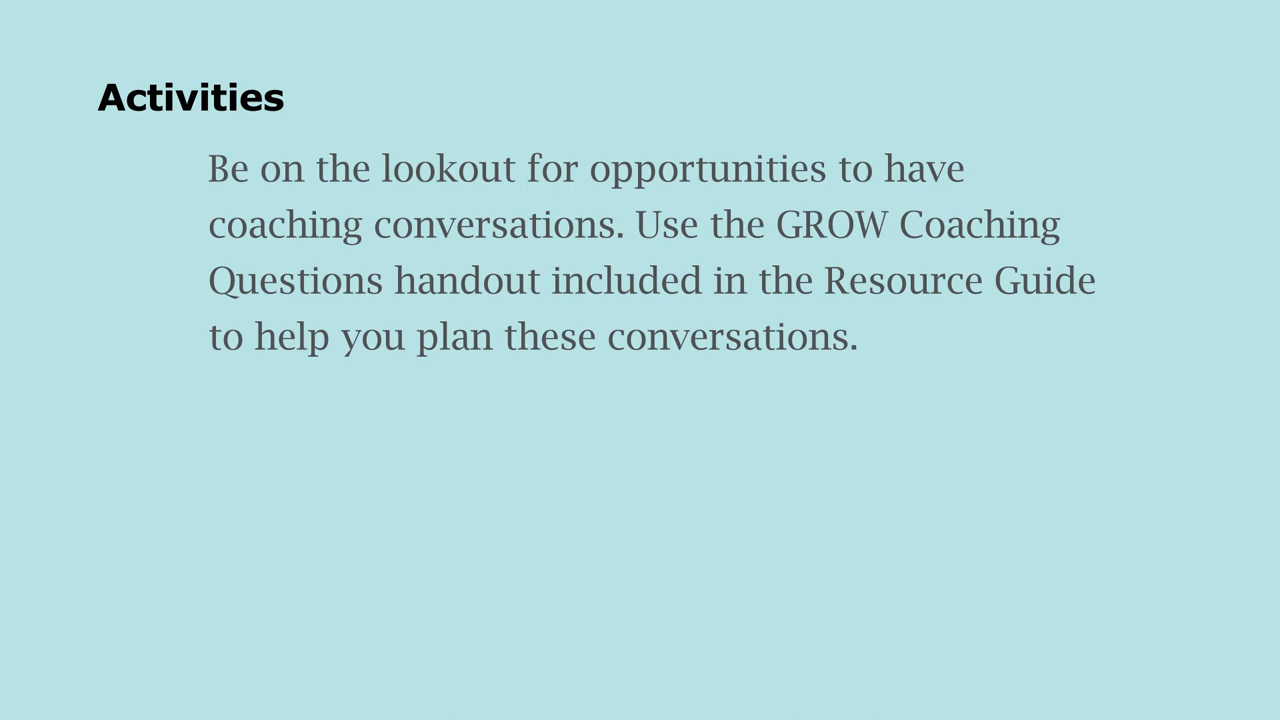 Activities
Be on the lookout for opportunities to have
coaching conversations. Use the GROW Coaching
Questions handout included in the Resource Guide
to help you plan these conversations.